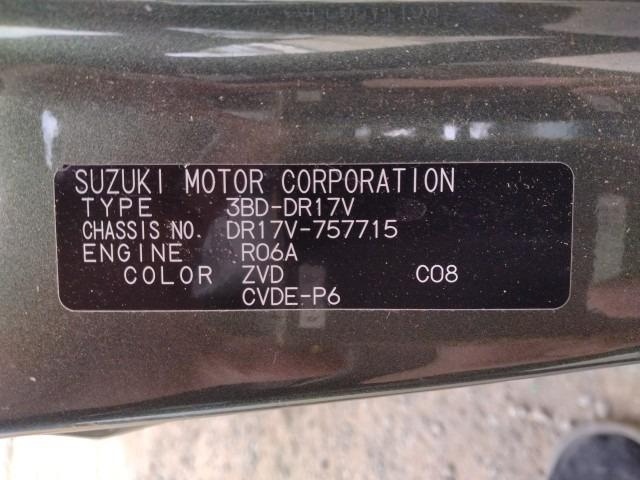 SUZUKI MOTOR CORPORATION
TYPE 3BD-DR17V
CHASSIS NO. DR17V-757715
ENGINE R06A
COLOR ZVD C08
CVDE-P6